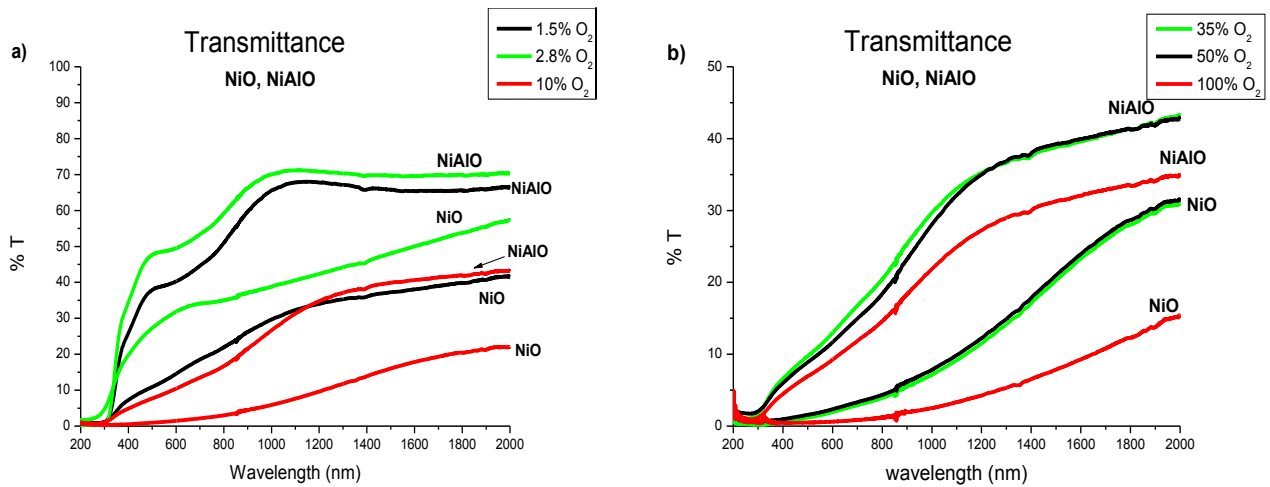 a)
Transmittance
NiO, NiAlO
1.5% O₂
2.8% O₂
10% O₂
100
90
80
70
60
50
40
30
20
10
0
% T
NiAlO
NiAlO
NiO
NiAlO
NiO
NiO
200 400 600 800 1000 1200 1400 1600 1800 2000
Wavelength (nm)
b)
Transmittance
NiO, NiAlO
35% O₂
50% O₂
100% O₂
50
40
30
20
10
0
% T
NiAlO
NiAlO
NiO
NiO
200 400 600 800 1000 1200 1400 1600 1800 2000
wavelength (nm)